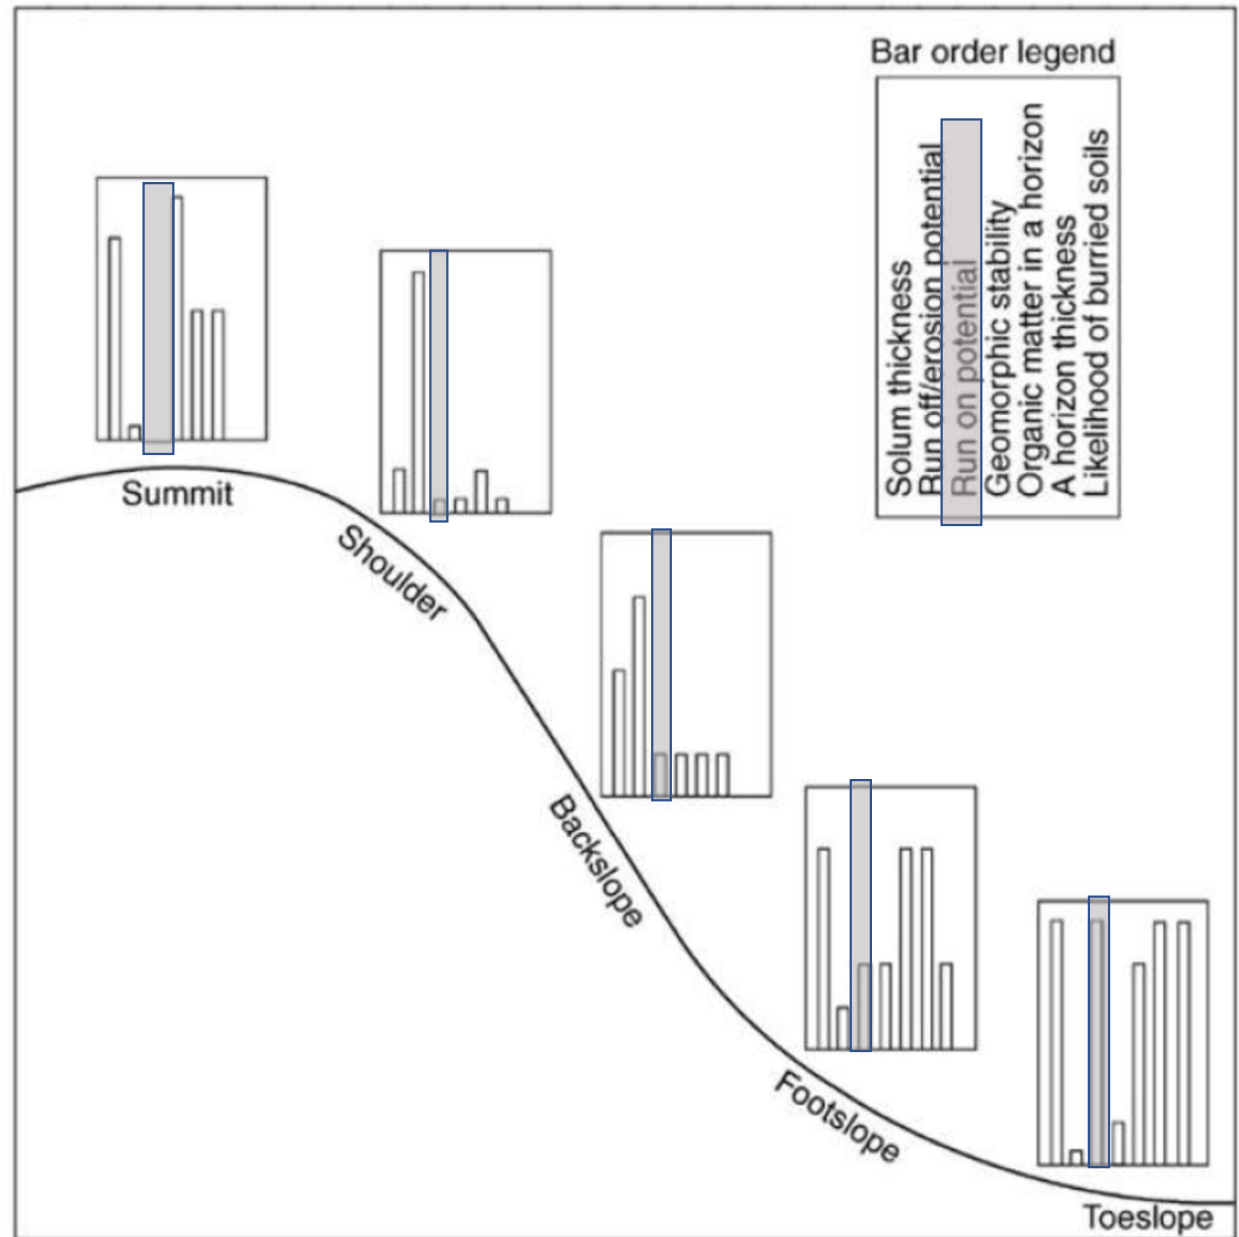 Bar order legend
Solum thickness
Run off/erosion potential
Run on potential
Geomorphic stability
Organic matter in a horizon
A horizon thickness
Likelihood of burried soils
Summit
Shoulder
Backslope
Footslope
Toeslope